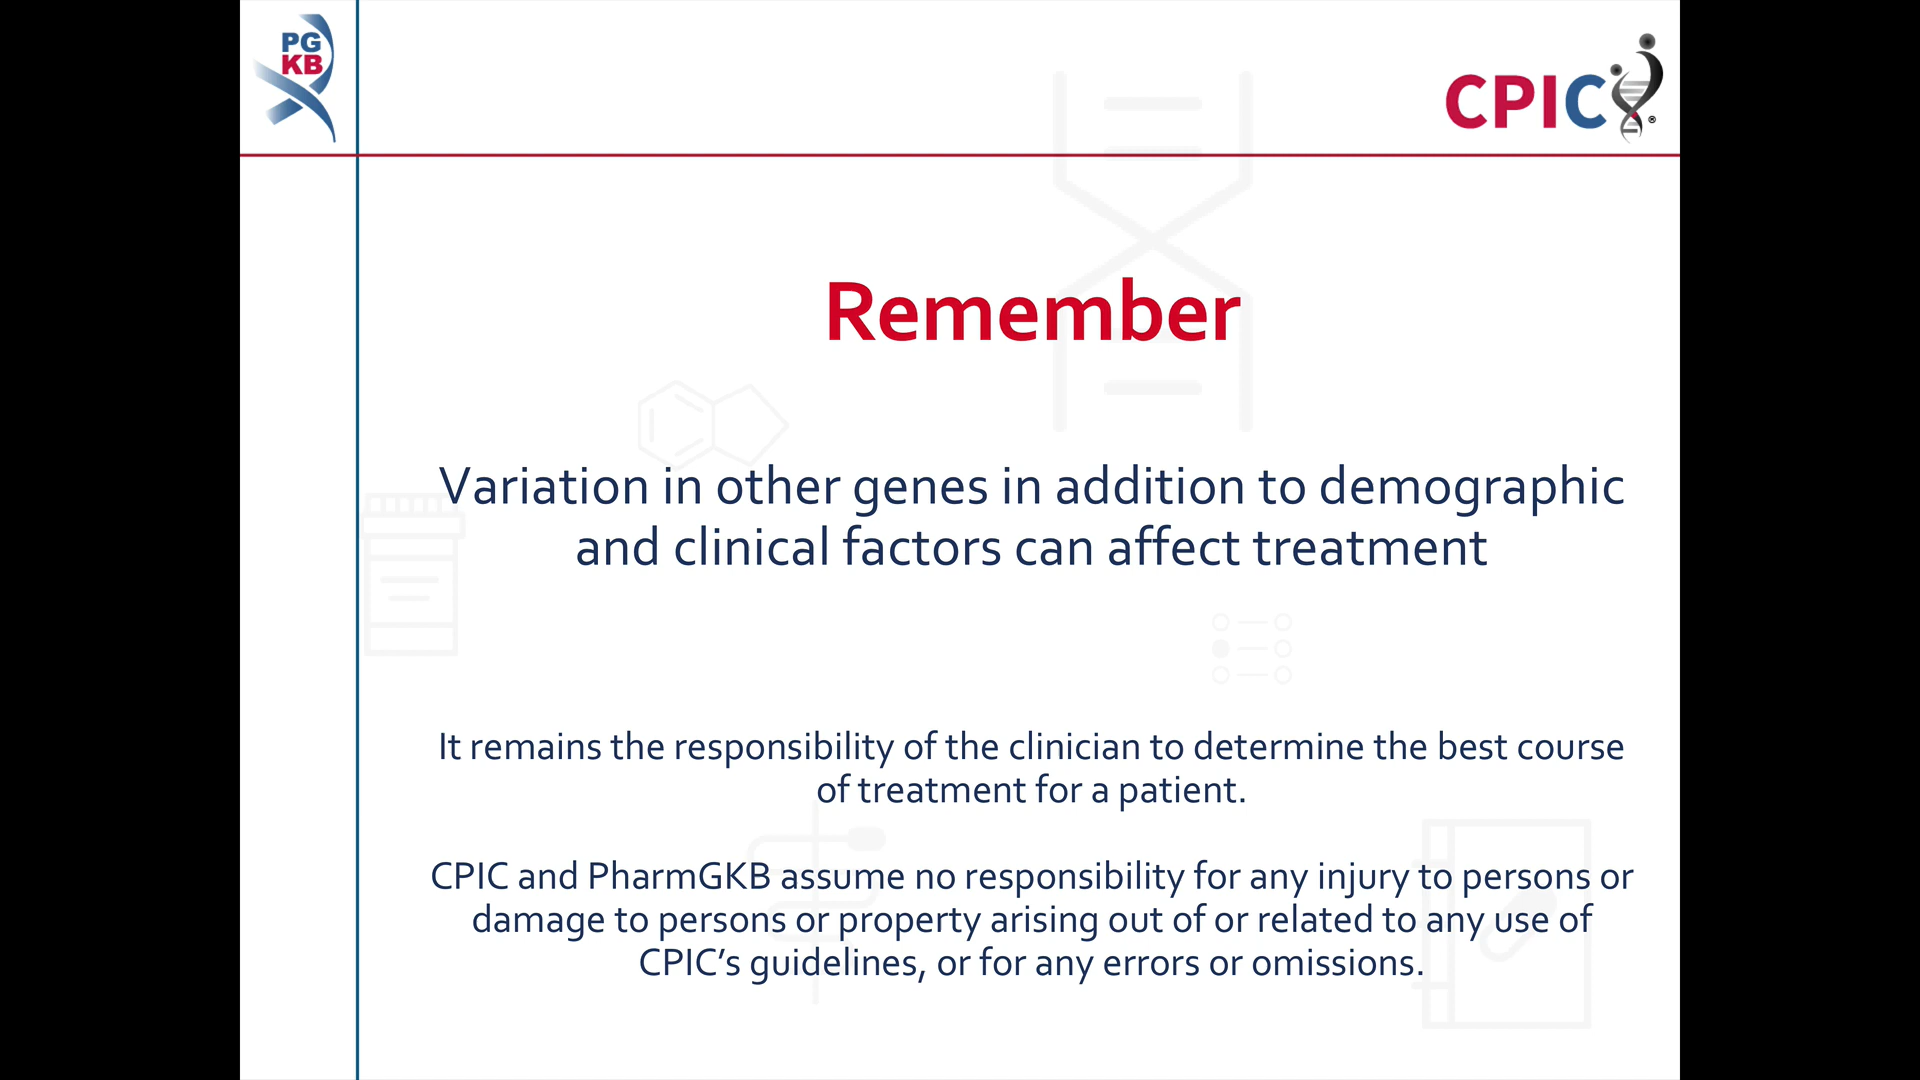 PG
KB
CPIC®
Remember
Variation in other genes in addition to demographic
and clinical factors can affect treatment
It remains the responsibility of the clinician to determine the best course
of treatment for a patient.
CPIC and PharmGKB assume no responsibility for any injury to persons or
damage to persons or property arising out of or related to any use of
CPIC’s guidelines, or for any errors or omissions.